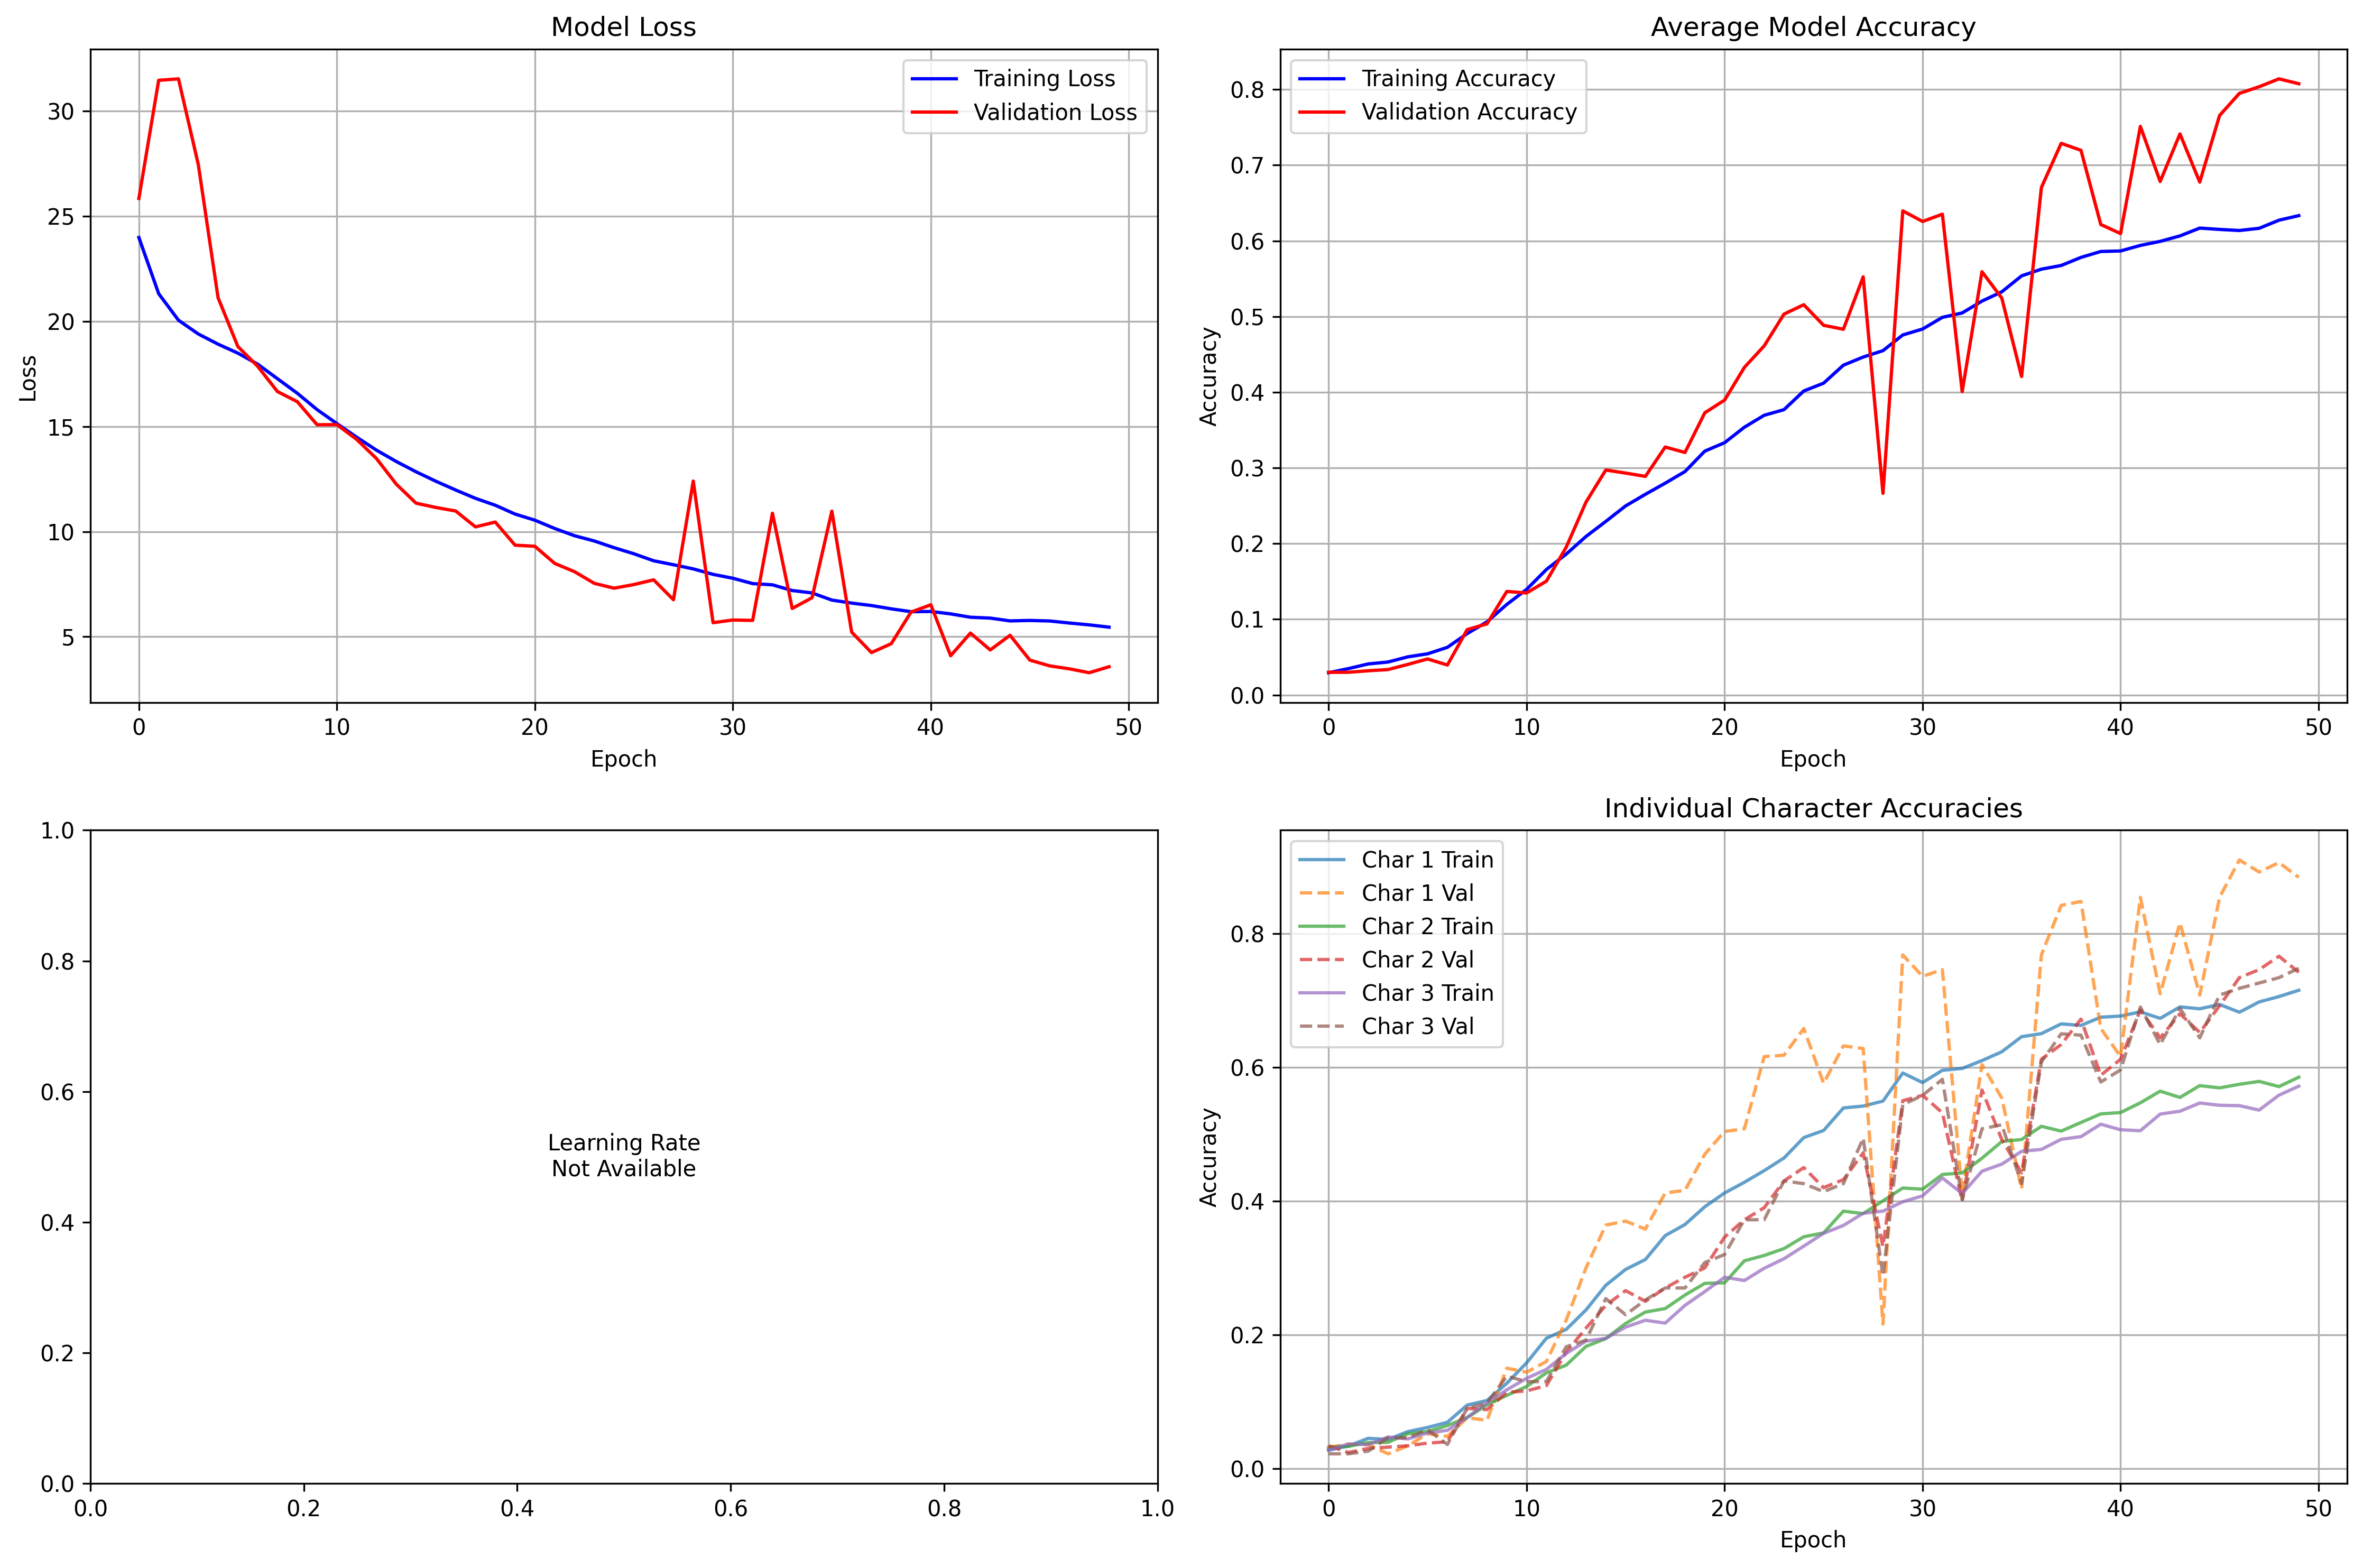 Model Loss
30
25
20
15
10
5
Loss
0
10
20
30
40
50
Epoch
Training Loss
Validation Loss
Average Model Accuracy
0.8
0.7
0.6
0.5
0.4
0.3
0.2
0.1
0.0
Accuracy
0
10
20
30
40
50
Epoch
Training Accuracy
Validation Accuracy
1.0
0.8
0.6
0.4
0.2
0.0
Learning Rate
Not Available
0.0
0.2
0.4
0.6
0.8
1.0
Individual Character Accuracies
Char 1 Train
Char 1 Val
Char 2 Train
Char 2 Val
Char 3 Train
Char 3 Val
0.8
0.6
0.4
0.2
0.0
Accuracy
0
10
20
30
40
50
Epoch